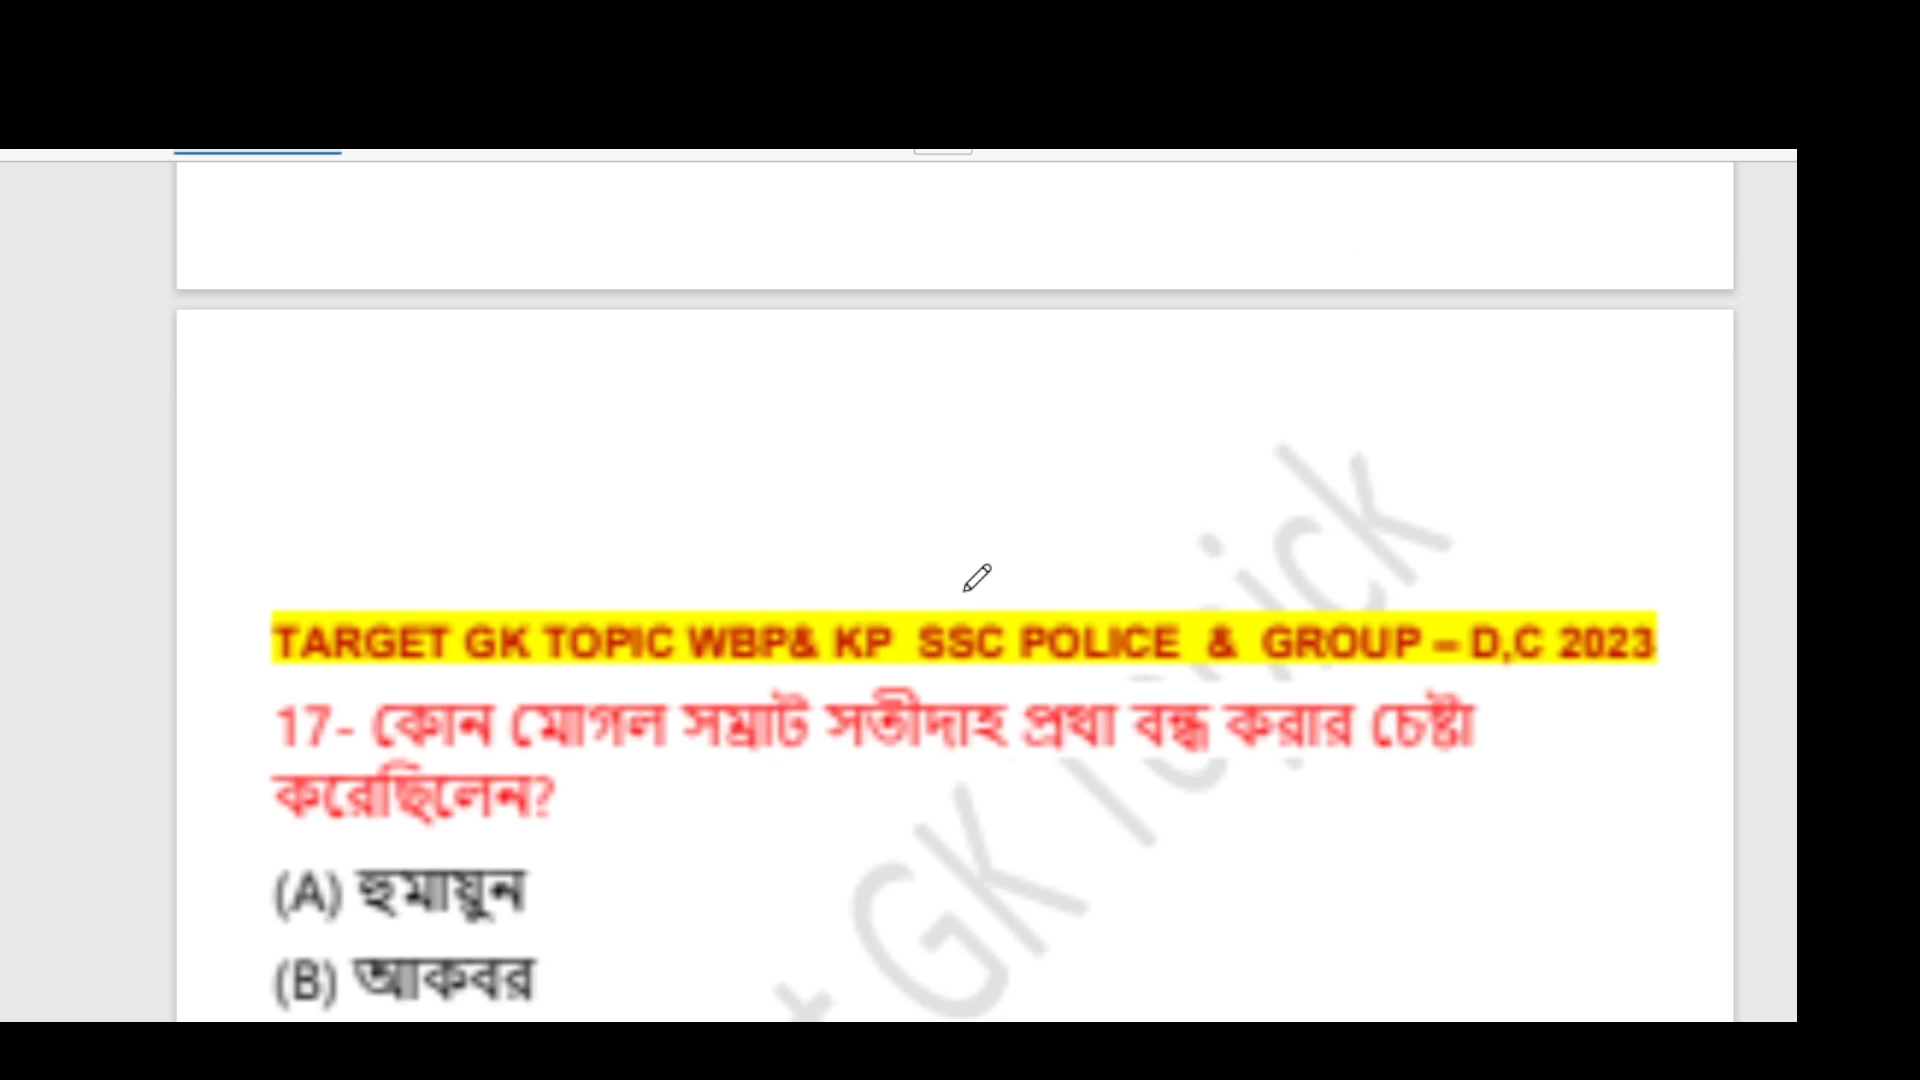 TARGET GK TOPIC WBP& KP SSC POLICE & GROUP – D,C 2023
17- কোন মোগল সম্রাট সতীদাহ প্রথা বন্ধ করার চেষ্টা
করেছিলেন?
(A) হুমায়ুন
(B) আকবর